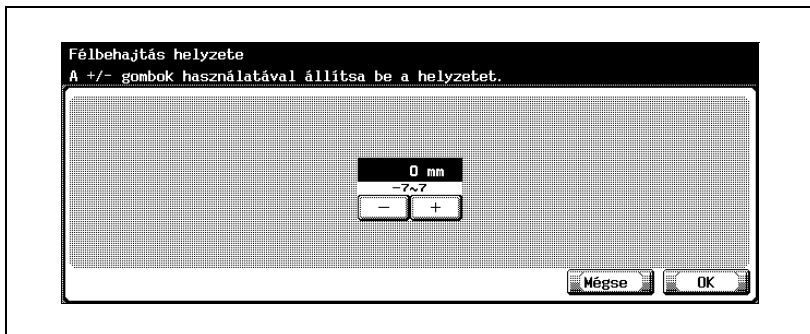 Félbehajtás helyzete
A +/- gombok használatával állítsa be a helyzetet.
0 mm
-7~7
- +
Mégse OK